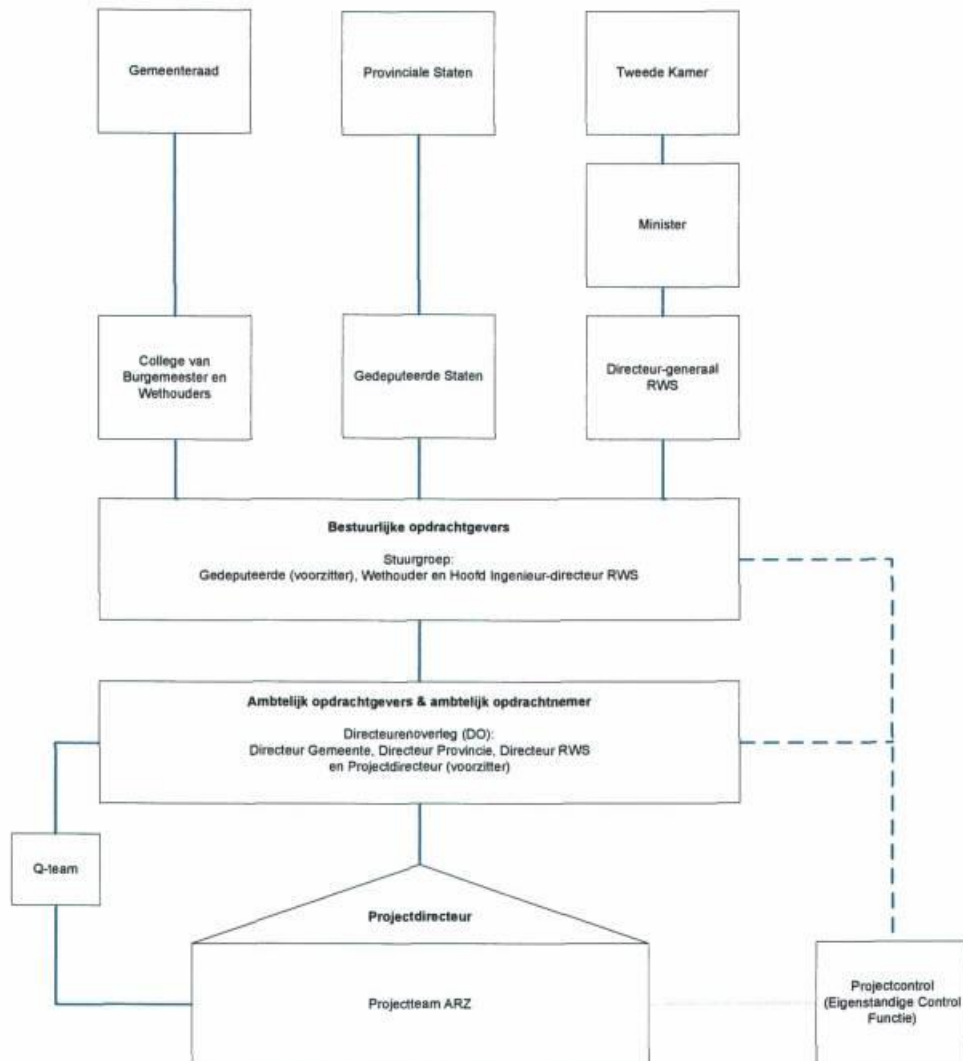 Gemeenteraad
Provinciale Staten
Tweede Kamer
Minister
College van
Burgemeester en
Wethouders
Gedeputeerde Staten
Directeur-generaal
RWS
Bestuurlijke opdrachtgevers
Stuurgroep:
Gedeputeerde (voorzitter), Wethouder en Hoofd Ingenieur-directeur RWS
Ambtelijk opdrachtgevers & ambtelijk opdrachtnemer
Directeurenoverleg (DO):
Directeur Gemeente, Directeur Provincie, Directeur RWS
en Projectdirecteur (voorzitter)
Q-team
Projectdirecteur
Projectteam ARZ
Projectcontrol
(Eigenstandige Control
Functie)